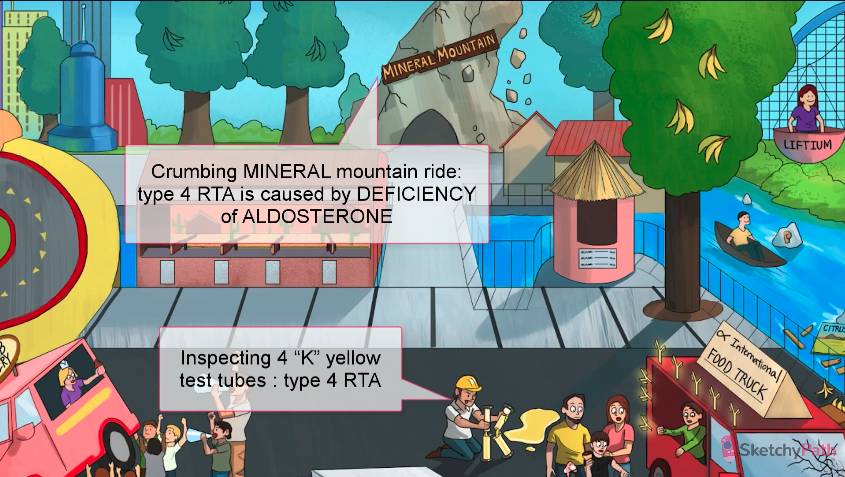 MINERAL MOUNTAIN
LIFTIUM
Crumbing MINERAL mountain ride:
type 4 RTA is caused by DEFICIENCY
of ALDOSTERONE
CITRUS
Inspecting 4 “K” yellow
test tubes : type 4 RTA
K
∝ International
FOOD TRUCK
SketchyPath